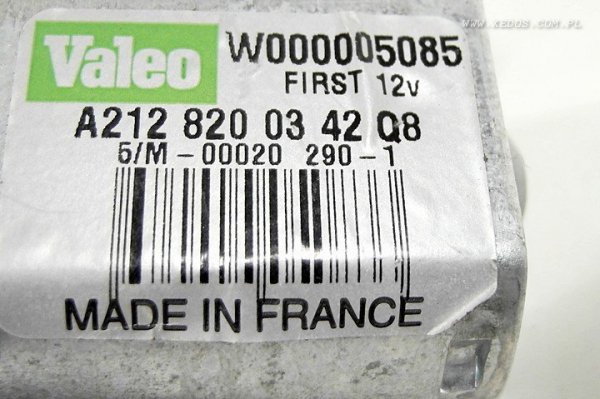 WWW.XEDOS.COM.PL
Valeo W000005085
FIRST 12v
A212 820 03 42 Q8
5/M-00020 290-1
MADE IN FRANCE